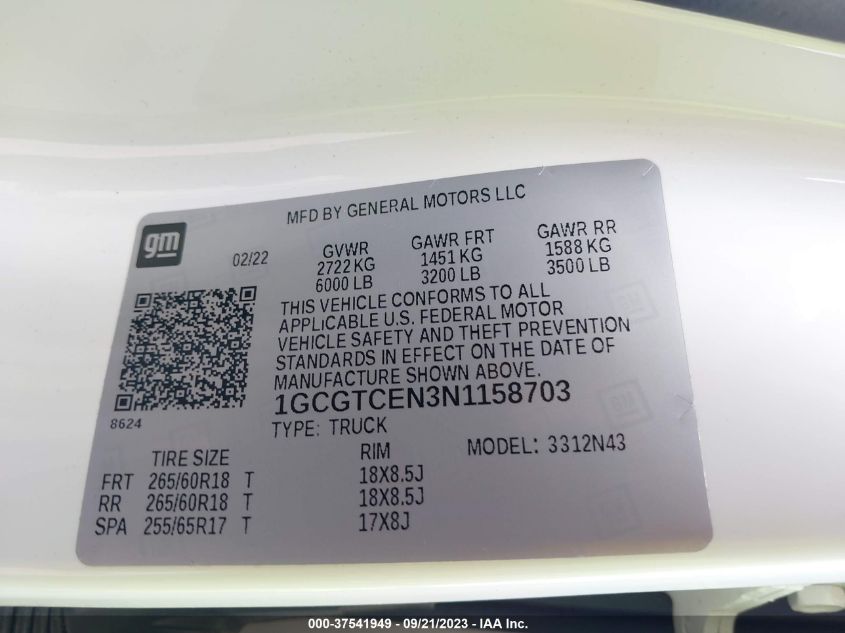 MFD BY GENERAL MOTORS LLC
gm
02/22
GVWR GAWR FRT GAWR RR
2722 KG 1451 KG 1588 KG
6000 LB 3200 LB 3500 LB
THIS VEHICLE CONFORMS TO ALL
APPLICABLE U.S. FEDERAL MOTOR
VEHICLE SAFETY AND THEFT PREVENTION
STANDARDS IN EFFECT ON THE DATE OF
MANUFACTURE SHOWN ABOVE.
1GCGTCEN3N1158703
8624
TYPE: TRUCK
MODEL: 3312N43
TIRE SIZE RIM
FRT 265/60R18 T 18X8.5J
RR 265/60R18 T 18X8.5J
SPA 255/65R17 T 17X8J
000-37541949 - 09/21/2023 - IAA Inc.